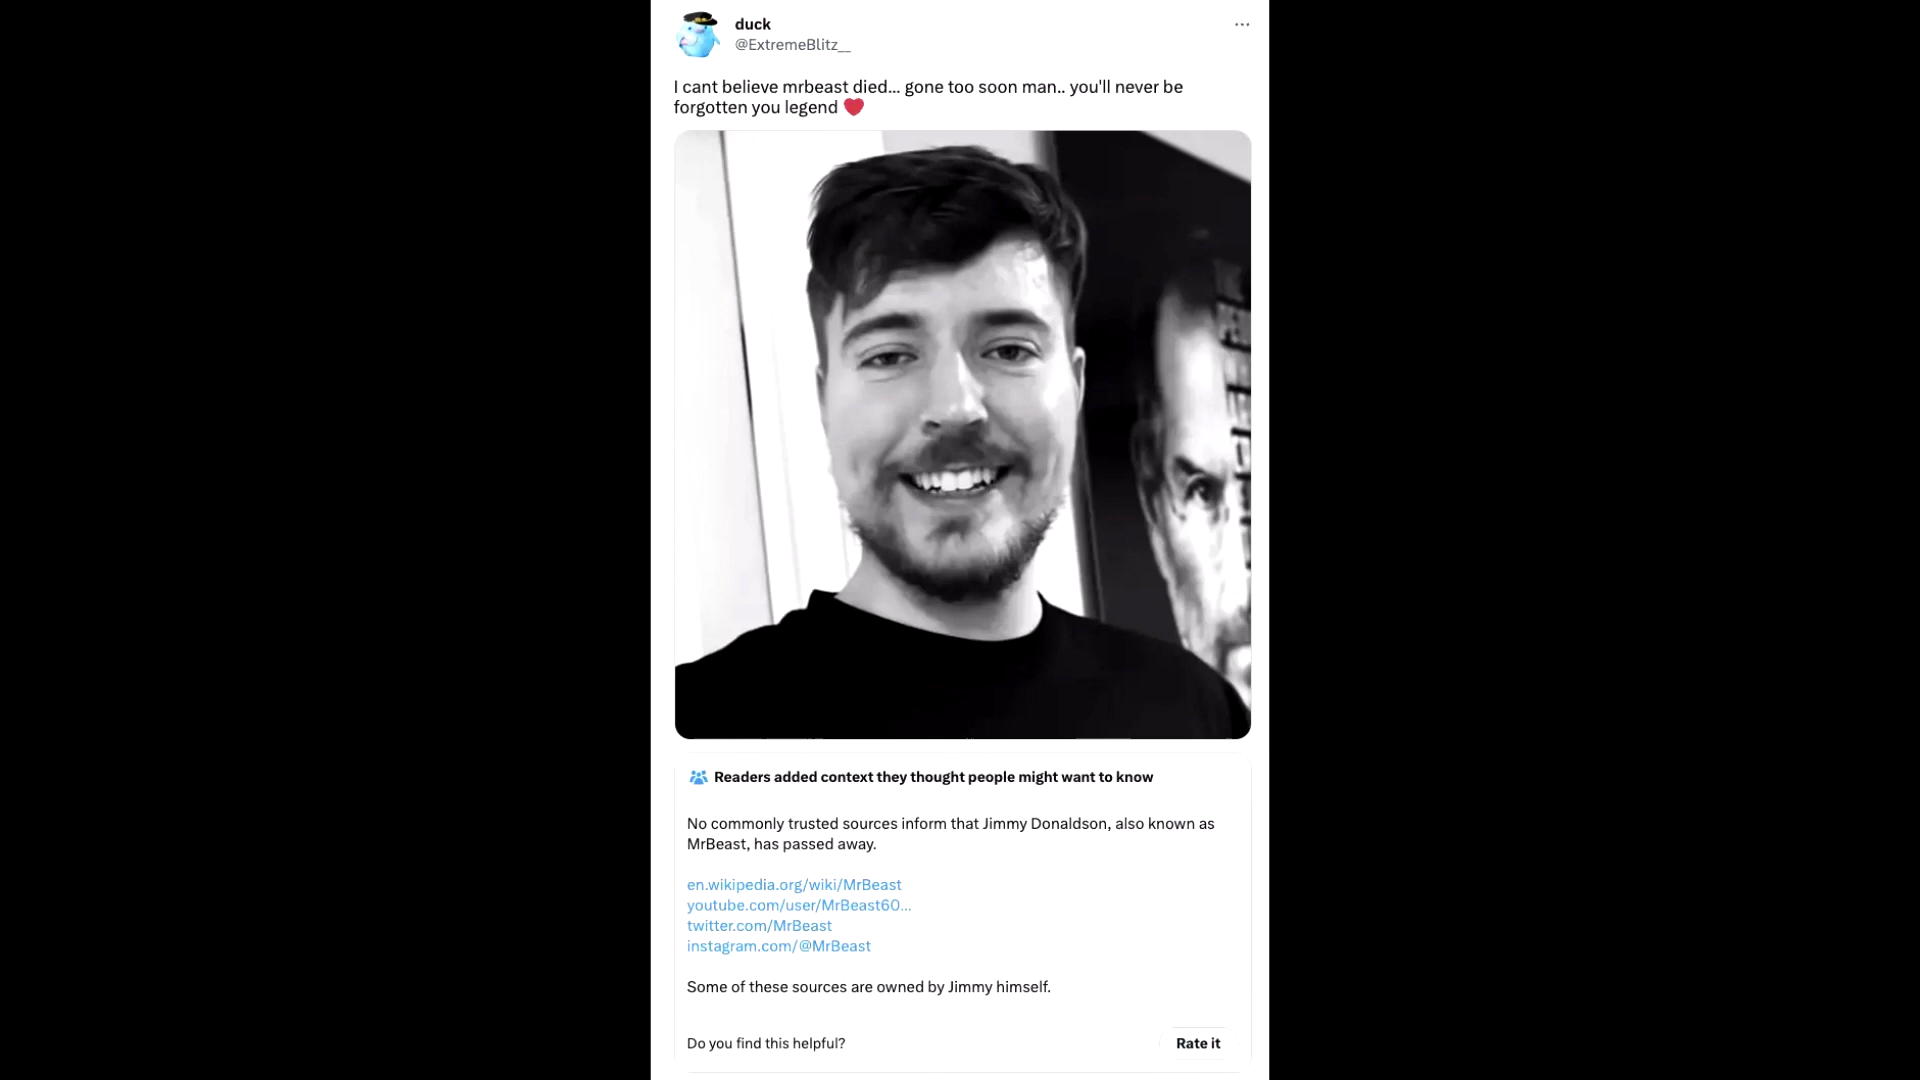 duck
@ExtremeBlitz__
I cant believe mrbeast died... gone too soon man.. you'll never be
forgotten you legend ❤️
Readers added context they thought people might want to know
No commonly trusted sources inform that Jimmy Donaldson, also known as
MrBeast, has passed away.
en.wikipedia.org/wiki/MrBeast
youtube.com/user/MrBeast60...
twitter.com/MrBeast
instagram.com/@MrBeast
Some of these sources are owned by Jimmy himself.
Do you find this helpful?
Rate it